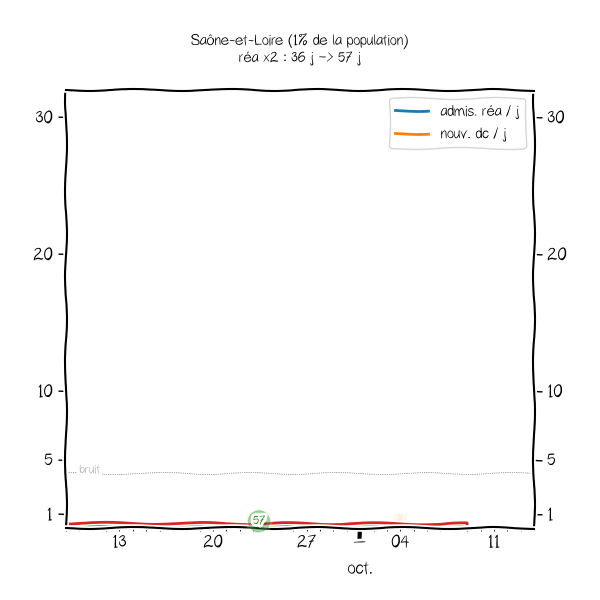 Saône-et-Loire (1% de la population)
réa x2 : 36 j -> 57 j
admis. réa / j
nouv. dc / j
30
30
20
20
10
10
5
5
bruit
1
57
1
13
20
27
04
11
oct.